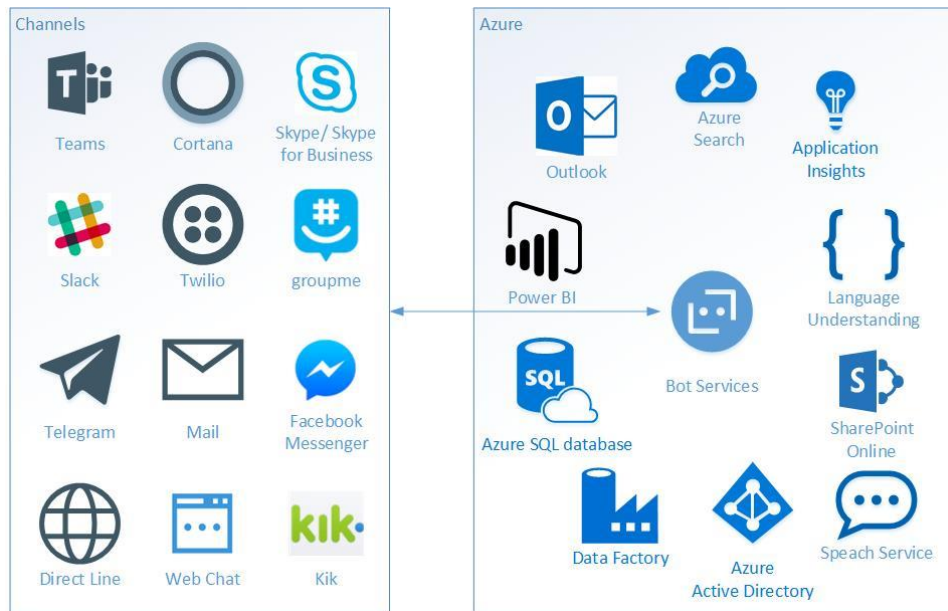 Channels
Teams
Cortana
Skype/ Skype
for Business
Slack
Twilio
groupme
Telegram
Mail
Facebook
Messenger
Direct Line
Web Chat
kik
Kik
Azure
Outlook
Azure
Search
Application
Insights
Power BI
Language
Understanding
Bot Services
SQL
Azure SQL database
SharePoint
Online
Data Factory
Azure
Active Directory
Speach Service